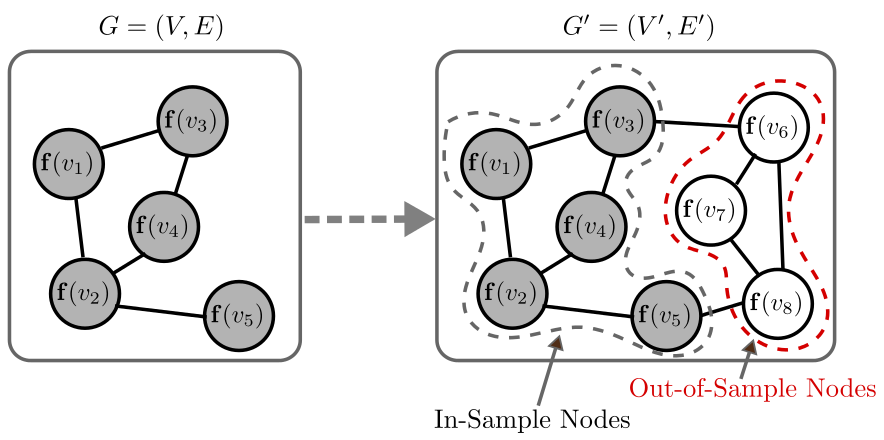 G = (V, E)
G′ = (V′, E′)
f(v₃)
f(v₁)
f(v₄)
f(v₂)
f(v₅)
f(v₃)
f(v₆)
f(v₁)
f(v₇)
f(v₄)
f(v₂)
f(v₈)
f(v₅)
Out-of-Sample Nodes
In-Sample Nodes